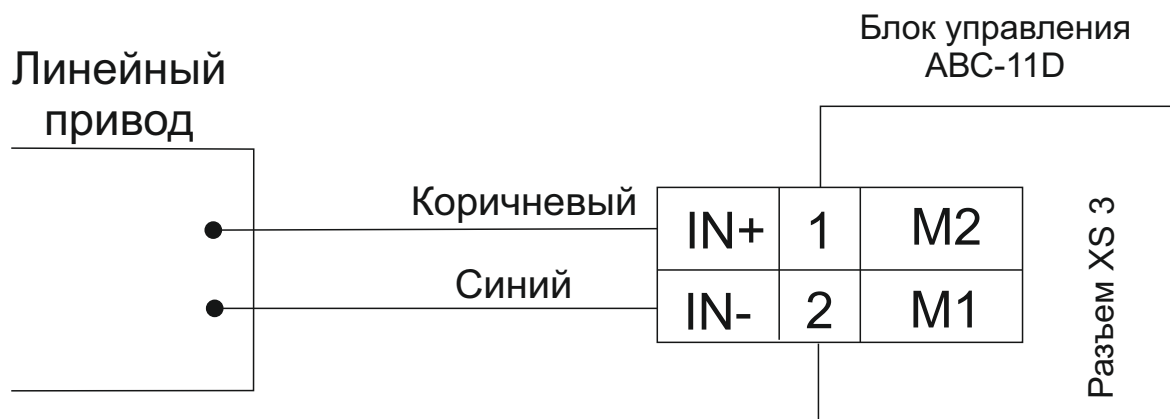 Блок управления
ABC-11D
Линейный
привод
Коричневый
IN+ 1 M2
Синий
IN- 2 M1
Разъем XS 3